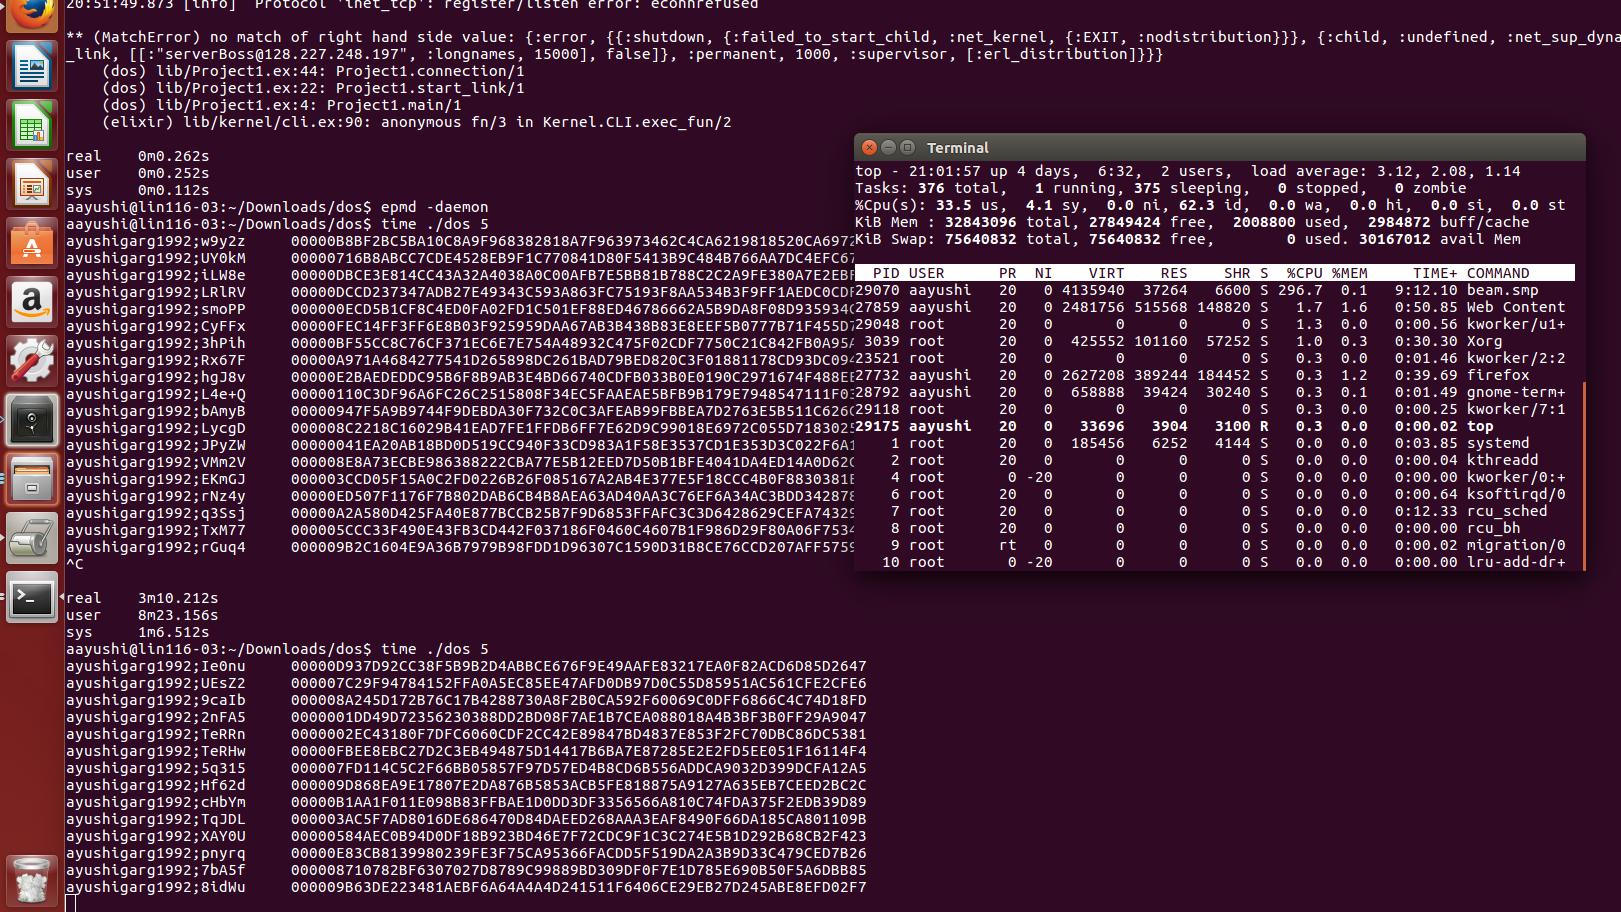 20:51:49.873 [info]  Protocol 'inet_tcp': register/listen error: econnrefused
** (MatchError) no match of right hand side value: {:error, {{:shutdown, {:failed_to_start_child, :net_kernel, {:EXIT, :nodistribution}}}, {:child, :undefined, :net_sup_dyna
_link, [[:"serverBoss@128.227.248.197", :longnames, 15000], false]}, :permanent, 1000, :supervisor, [:erl_distribution]}}}
    (dos) lib/Project1.ex:44: Project1.connection/1
    (dos) lib/Project1.ex:22: Project1.start_link/1
    (dos) lib/Project1.ex:4: Project1.main/1
    (elixir) lib/kernel/cli.ex:90: anonymous fn/3 in Kernel.CLI.exec_fun/2
real    0m0.262s
user    0m0.252s
sys     0m0.112s
aayushi@lin116-03:~/Downloads/dos$ epmd -daemon
aayushi@lin116-03:~/Downloads/dos$ time ./dos 5
ayushigarg1992;w9y2z      00000B8BF2BC5BA10C8A9F968382818A7F963973462C4CA6219818520CA6972
ayushigarg1992;UY0kM      00000716B8ABCC7CDE4528EB9F1C770841D80F5413B9C484B766AA7DC4EFC67
ayushigarg1992;iLW8e      00000DBCE3E814CC43A32A4038A0C00AFB7E5BB81B788C2C2A9FE380A7E2EBF
ayushigarg1992;LRlRV      00000DCCD237347ADB27E49343C593A863FC75193F8AA534B3F9FF1AEDC0CDF
ayushigarg1992;smoPP      00000ECD5B1CF8C4ED0FA02FD1C501EF88ED46786662A5B9DA8F08D935934C
ayushigarg1992;CyFFx      00000FEC14FF3FF6E8B03F925959DAA67AB3B438B83E8EEF5B0777B71F455D7
ayushigarg1992;3hPih      00000BF55CC8C76CF371EC6E7E754A48932C475F02CDF7750C21C842FB0A95A
ayushigarg1992;Rx67F      00000A971A4684277541D265898DC261BAD79BED820C3F01881178CD93DC094
ayushigarg1992;hgJ8v      00000E2BAEDEDDC95B6F8B9AB3E4BD66740CDFB033B0E0190C2971674F488EE
ayushigarg1992;L4e+Q      00000110C3DF96A6FC26C2515808F34EC5FAAEAE5BFB9B179E7948547111F03
ayushigarg1992;bAmyB      00000947F5A9B9744F9DEBDA30F732C0C3AFEAB99FBBEA7D2763E5B511C626C
ayushigarg1992;LycgD      000008C2218C16029B41EAD7FE1FFDB6FF7E62D9C99018E6972C055D7183025
ayushigarg1992;JPyZW      00000041EA20AB18BD0D519CC940F33CD983A1F58E3537CD1E353D3C022F6A1
ayushigarg1992;VMm2V      000008E8A73ECBE986388222CBA77E5B12EED7D50B1BFE4041DA4ED14A0D62C
ayushigarg1992;EKmGJ      000003CCD05F15A0C2FD0226B26F085167A2AB4E377E5F18CCC4B0F8830381E
ayushigarg1992;rNz4y      00000ED507F1176F7B802DAB6CB4B8AEA63AD40AA3C76EF6A34AC3BDD342878
ayushigarg1992;q3Ssj      00000A2A580D425FA40E877BCCB25B7F9D6853FFAFC3C3D6428629CEFA74329
ayushigarg1992;TxM77      000005CCC33F490E43FB3CD442F037186F0460C4607B1F986D29F80A06F7534
ayushigarg1992;rGuq4      000009B2C1604E9A36B7979B98FDD1D96307C1590D31B8CE76CCD207AFF5759
^C
real    3m10.212s
user    8m23.156s
sys     1m6.512s
aayushi@lin116-03:~/Downloads/dos$ time ./dos 5
ayushigarg1992;Ie0nu      00000D937D92CC38F5B9B2D4ABBCE676F9E49AAFE83217EA0F82ACD6D85D2647
ayushigarg1992;UEsZ2      000007C29F94784152FFA0A5EC85EE47AFD0DB97D0C55D85951AC561CFE2CFE6
ayushigarg1992;9caIb      000008A245D172B76C17B4288730A8F2B0CA592F60069C0DFF6866C4C74D18FD
ayushigarg1992;2nFA5      0000001DD49D72356230388DD2BD08F7AE1B7CEA088018A4B3BF3B0FF29A9047
ayushigarg1992;TeRRn      000002EC43180F7DFC6060CDF2CC42E89847BD4837E853F2FC70DBC86DC5381
ayushigarg1992;TeRHw      00000FBEE8EBC27D2C3EB494875D14417B6BA7E87285E2E2FD5EE051F16114F4
ayushigarg1992;5q315      000007FD114C5C2F66BB05857F97D57ED4B8CD6B556ADDCA9032D399DCFA12A5
ayushigarg1992;Hf62d      000009D868EA9E17807E2DA876B5853ACB5FE818875A9127A635EB7CEED2BC2C
ayushigarg1992;cHbYm      00000B1AA1F011E098B83FFBAE1D0DD3DF3356566A810C74FDA375F2EDB39D89
ayushigarg1992;TqJDL      000003AC5F7AD8016DE686470D84DAEED268AAA3EAF8490F66DA185CA801109B
ayushigarg1992;XAY0U      00000584AEC0B94D0DF18B923BD46E7F72CDC9F1C3C274E5B1D292B68CB2F423
ayushigarg1992;pnyrq      00000E83CB8139980239FE3F75CA95366FACDD5F519DA2A3B9D33C479CED7B26
ayushigarg1992;7bA5f      000008710782BF6307027D8789C99889BD309DF0F7E1D785E690B50F5A6DBB85
ayushigarg1992;8idWu      000009B63DE223481AEBF6A64A4A4D241511F6406CE29EB27D245ABE8EFD02F7
Terminal
top - 21:01:57 up 4 days,  6:32,  2 users,  load average: 3.12, 2.08, 1.14
Tasks: 376 total,   1 running, 375 sleeping,   0 stopped,   0 zombie
%Cpu(s): 33.5 us,  4.1 sy,  0.0 ni, 62.3 id,  0.0 wa,  0.0 hi,  0.0 si,  0.0 st
KiB Mem : 32843096 total, 27849424 free,  2008800 used,  2984872 buff/cache
KiB Swap: 75640832 total, 75640832 free,        0 used. 30167012 avail Mem
PID USER      PR  NI    VIRT    RES    SHR S  %CPU %MEM     TIME+ COMMAND
29070 aayushi   20   0 4135940  37264   6600 S 296.7  0.1   9:12.10 beam.smp
27859 aayushi   20   0 2481756 515568 148820 S   1.7  1.6   0:50.85 Web Content
29048 root      20   0       0      0      0 S   1.3  0.0   0:00.56 kworker/u1+
3039 root      20   0  425552 101160  57252 S   1.0  0.3   0:30.30 Xorg
23521 root      20   0       0      0      0 S   0.3  0.0   0:01.46 kworker/2:2
27732 aayushi   20   0 2627208 389244 184452 S   0.3  1.2   0:39.69 firefox
28792 aayushi   20   0  658888  39424  30240 S   0.3  0.1   0:01.49 gnome-term+
29118 root      20   0       0      0      0 S   0.3  0.0   0:00.25 kworker/7:1
29175 aayushi   20   0   33696   3904   3100 R   0.3  0.0   0:00.02 top
1 root      20   0  185456   6252   4144 S   0.0  0.0   0:03.85 systemd
2 root      20   0       0      0      0 S   0.0  0.0   0:00.04 kthreadd
4 root       0 -20       0      0      0 S   0.0  0.0   0:00.00 kworker/0:+
6 root      20   0       0      0      0 S   0.0  0.0   0:00.64 ksoftirqd/0
7 root      20   0       0      0      0 S   0.0  0.0   0:12.33 rcu_sched
8 root      20   0       0      0      0 S   0.0  0.0   0:00.00 rcu_bh
9 root      rt   0       0      0      0 S   0.0  0.0   0:00.02 migration/0
10 root       0 -20       0      0      0 S   0.0  0.0   0:00.00 lru-add-dr+